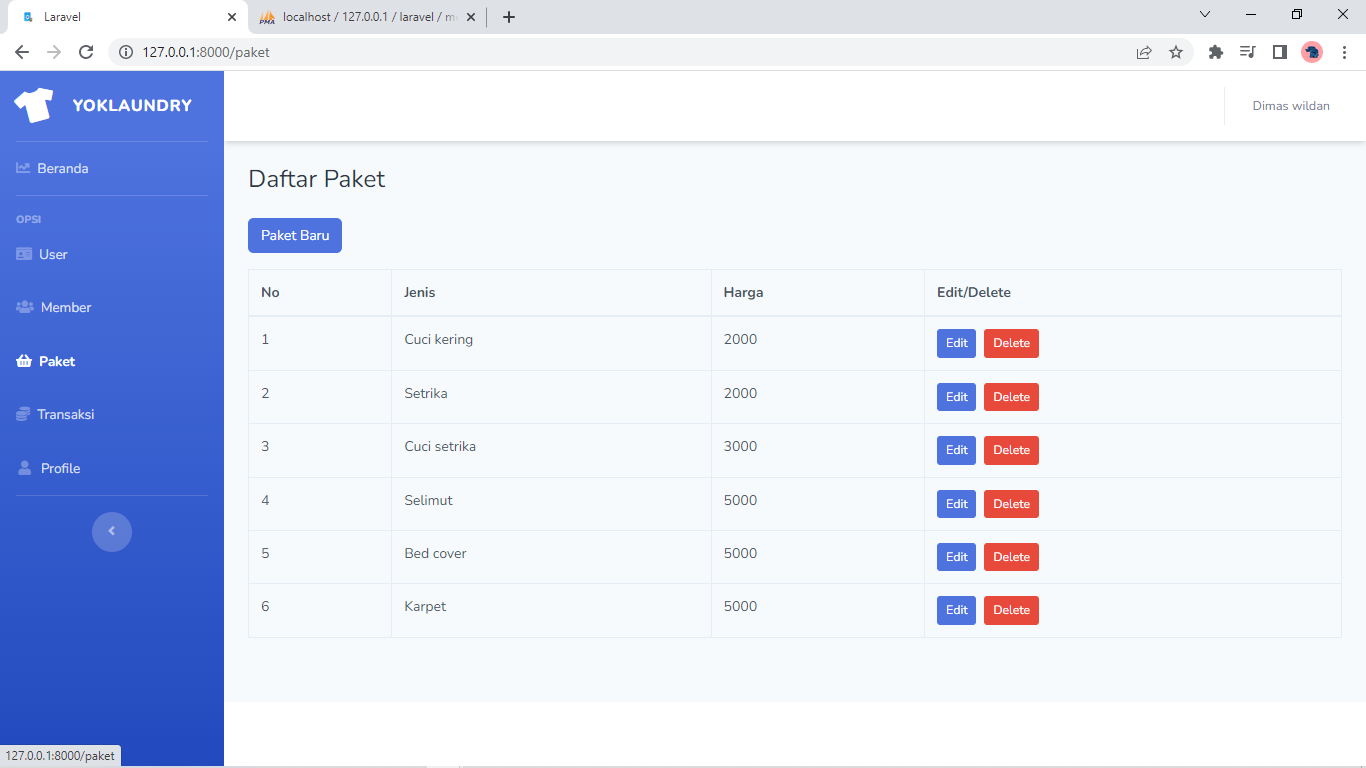 Laravel
localhost / 127.0.0.1 / laravel / m
127.0.0.1:8000/paket
YOKLAUNDRY
Dimas wildan
Beranda
OPSI
User
Member
Paket
Transaksi
Profile
Daftar Paket
Paket Baru
No Jenis Harga Edit/Delete
1 Cuci kering 2000 Edit Delete
2 Setrika 2000 Edit Delete
3 Cuci setrika 3000 Edit Delete
4 Selimut 5000 Edit Delete
5 Bed cover 5000 Edit Delete
6 Karpet 5000 Edit Delete
127.0.0.1:8000/paket